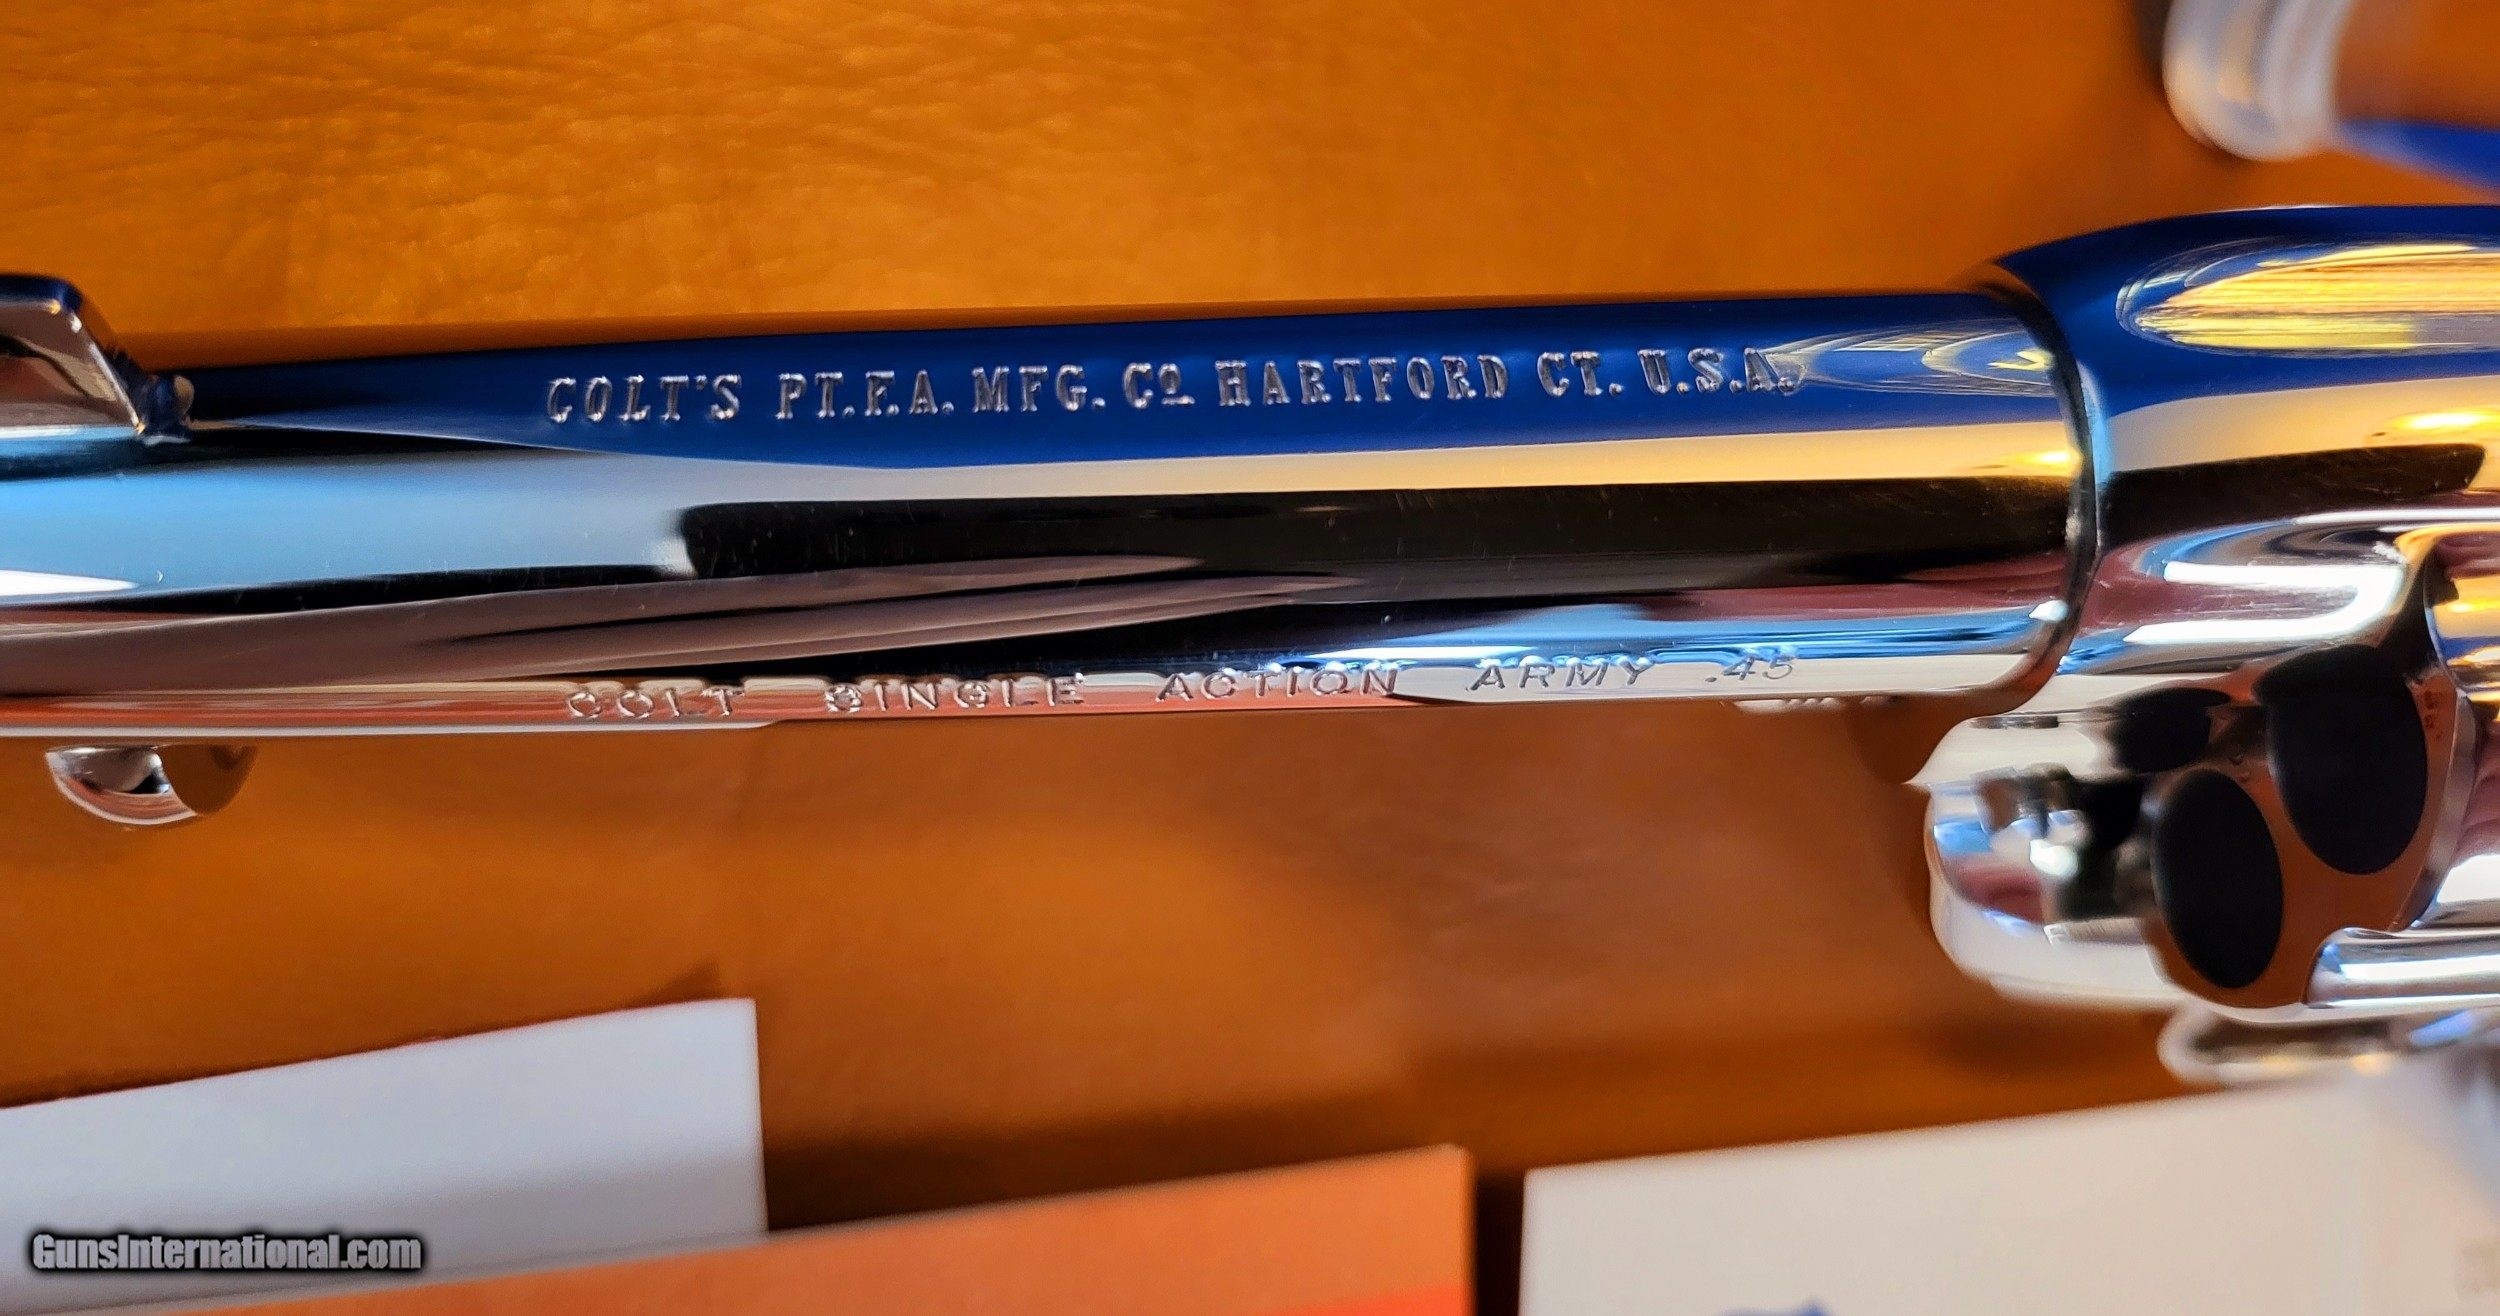 COLT'S PT.F.A. MFG. Cº HARTFORD CT. U.S.A.
COLT SINGLE ACTION ARMY .45
GunsInternational.com